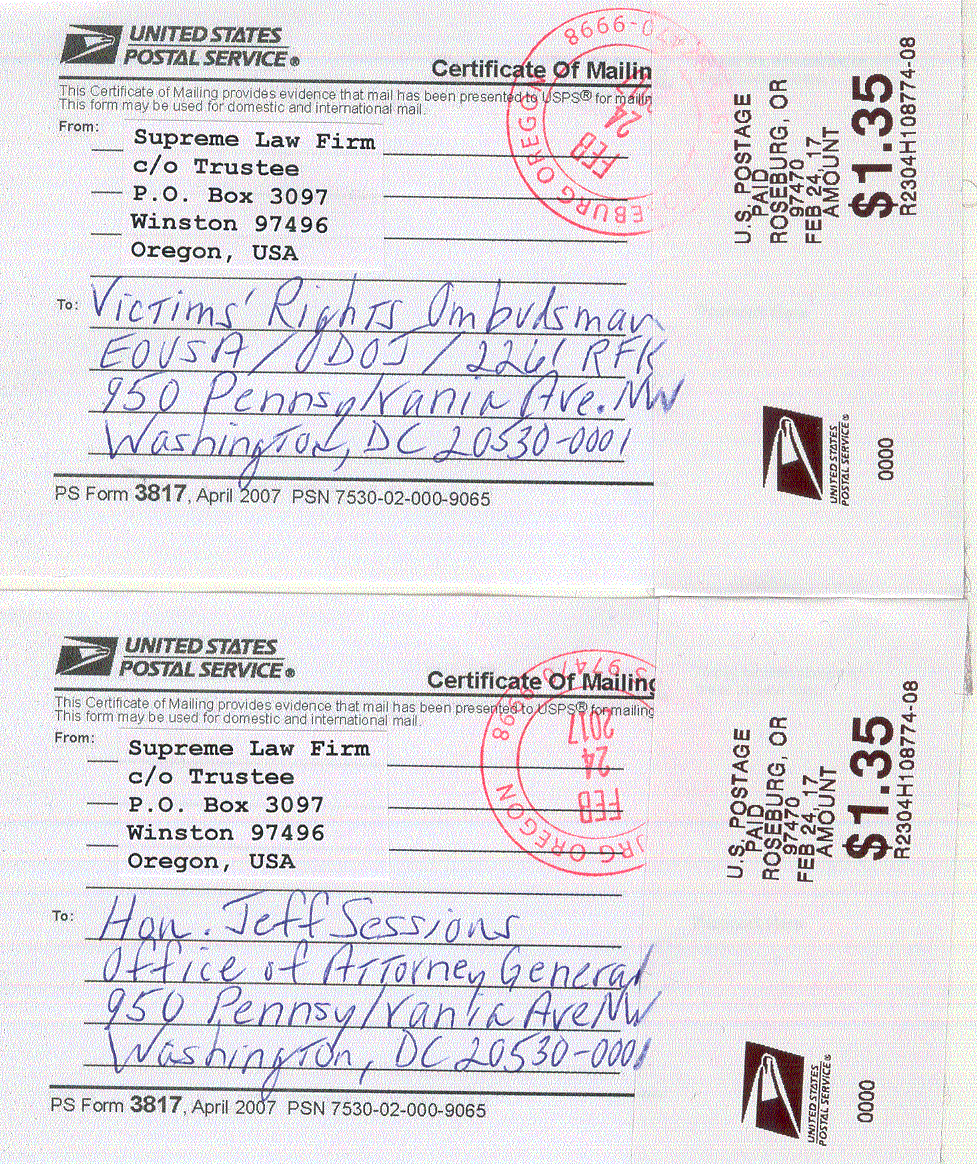 UNITED STATES
POSTAL SERVICE®
Certificate Of Mailin
This Certificate of Mailing provides evidence that mail has been presented to USPS® for mailin
This form may be used for domestic and international mail.
From:
Supreme Law Firm
c/o Trustee
P.O. Box 3097
Winston 97496
Oregon, USA
To: Victims' Rights Ombudsman
EOUSA/ODOJ/2261 RFK
950 Pennsylvania Ave. NW
Washington, DC 20530-0001
PS Form 3817, April 2007 PSN 7530-02-000-9065
SEBURG OREGON
470-9998
FEB
24
U.S. POSTAGE
PAID
ROSEBURG, OR
97470
FEB 24, 17
AMOUNT
$1.35
R2304H108774-08
UNITED STATES
POSTAL SERVICE®
0000
UNITED STATES
POSTAL SERVICE®
Certificate Of Mailing
This Certificate of Mailing provides evidence that mail has been presented to USPS® for mailing
This form may be used for domestic and international mail.
From:
Supreme Law Firm
c/o Trustee
P.O. Box 3097
Winston 97496
Oregon, USA
To: Hon. Jeff Sessions
Office of Attorney General
950 Pennsylvania Ave NW
Washington, DC 20530-0001
PS Form 3817, April 2007 PSN 7530-02-000-9065
URG OREGON
97470
9998
FEB
24
2017
U.S. POSTAGE
PAID
ROSEBURG, OR
97470
FEB 24, 17
AMOUNT
$1.35
R2304H108774-08
UNITED STATES
POSTAL SERVICE®
0000